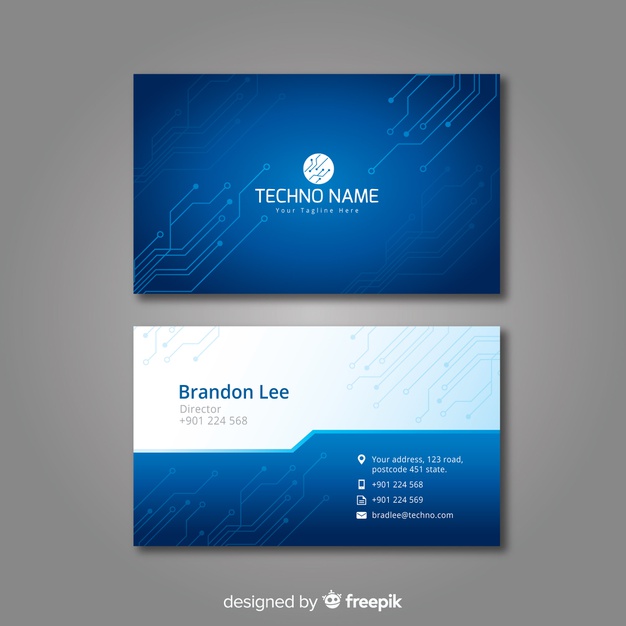 TECHNO NAME
Your Tagline Here
Brandon Lee
Director
+901 224 568
Your address, 123 road,
postcode 451 state.
+901 224 568
+901 224 569
bradlee@techno.com
designed by freepik